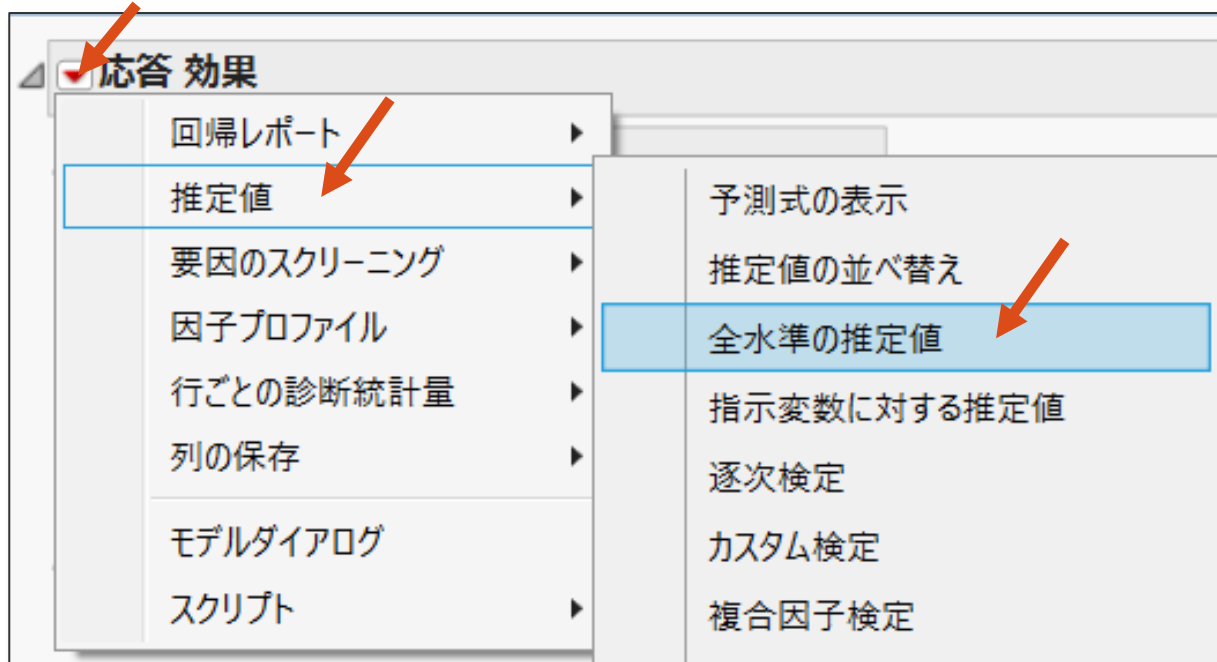 応答 効果
回帰レポート
推定値
要因のスクリーニング
因子プロファイル
行ごとの診断統計量
列の保存
モデルダイアログ
スクリプト
予測式の表示
推定値の並べ替え
全水準の推定値
指示変数に対する推定値
逐次検定
カスタム検定
複合因子検定